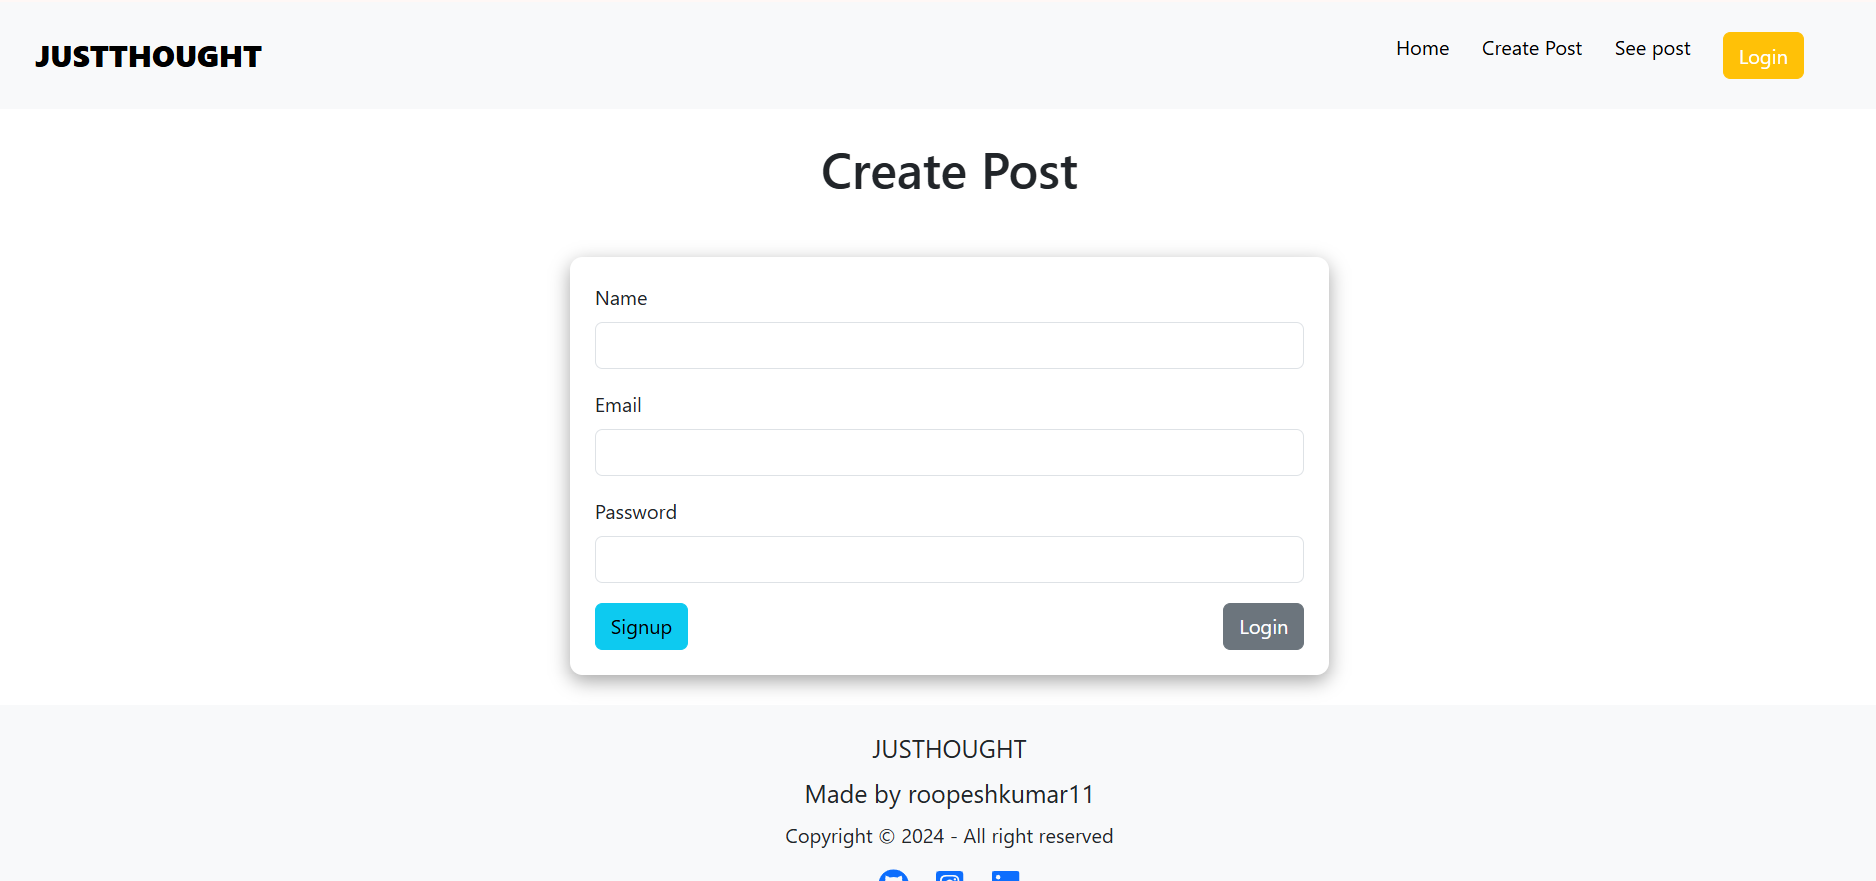 JUSTTHOUGHT
Home Create Post See post Login
Create Post
Name
Email
Password
Signup Login
JUSTHOUGHT
Made by roopeshkumar11
Copyright © 2024 - All right reserved